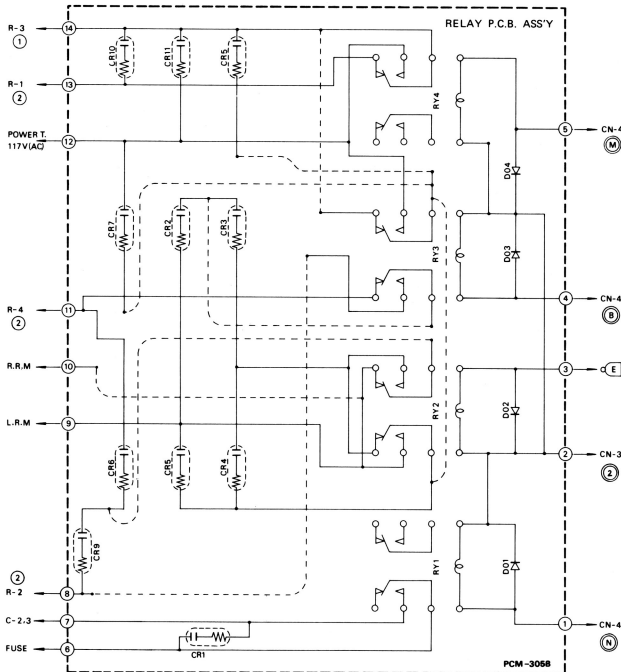 RELAY P.C.B. ASS'Y
R-3 14
1
CR10
CR11
CR5
R-1 13
2
RY4
POWER T. 12
117V(AC)
5 CN-4
M
D04
CR7
CR2
CR3
RY3
D03
R-4 11
2
4 CN-4
B
R.R.M 10
3 E
L.R.M 9
RY2
D02
2 CN-3
2
CR6
CR5
CR4
CR9
RY1
D01
2
R-2 8
C-2.3 7
1 CN-4
N
FUSE 6
CR1
PCM-305B